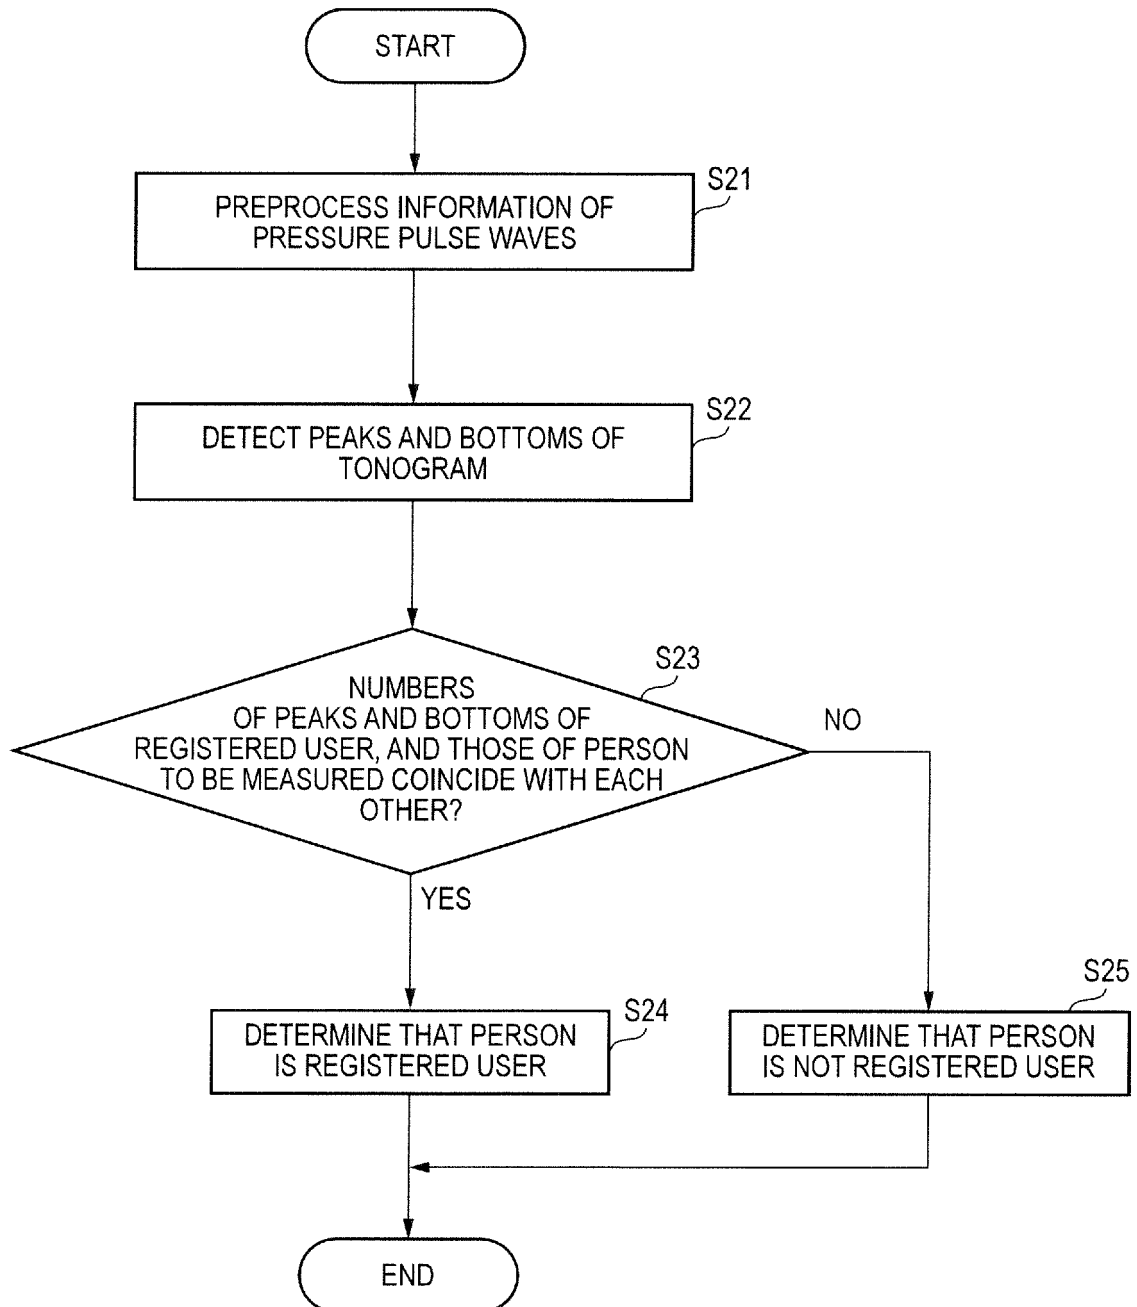 START
S21
PREPROCESS INFORMATION OF
PRESSURE PULSE WAVES
S22
DETECT PEAKS AND BOTTOMS OF
TONOGRAM
S23
NUMBERS
OF PEAKS AND BOTTOMS OF
REGISTERED USER, AND THOSE OF PERSON
TO BE MEASURED COINCIDE WITH EACH
OTHER?
NO
YES
S24
DETERMINE THAT PERSON
IS REGISTERED USER
S25
DETERMINE THAT PERSON
IS NOT REGISTERED USER
END